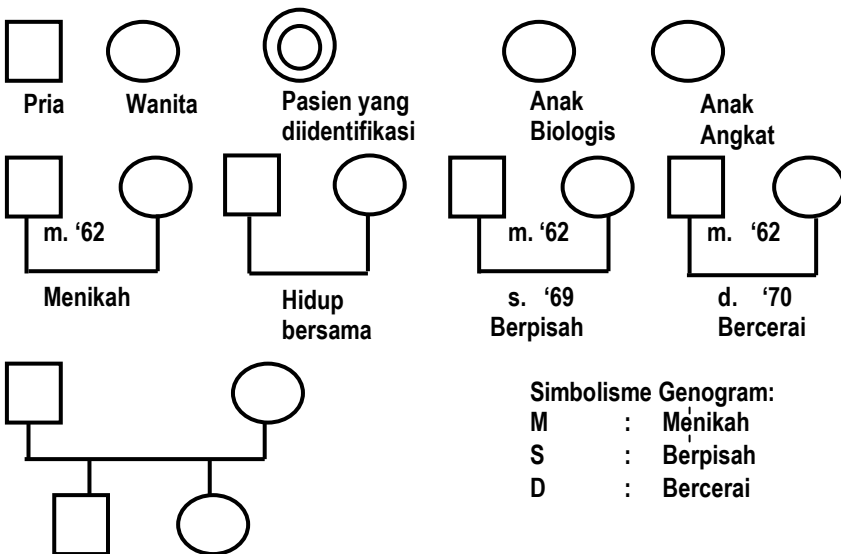 Pria Wanita Pasien yang diidentifikasi Anak Biologis Anak Angkat
m. ‘62 m. ‘62 m. ‘62
Menikah Hidup bersama s. ‘69 Berpisah d. ‘70 Bercerai
Simbolisme Genogram:
M : Menikah
S : Berpisah
D : Bercerai